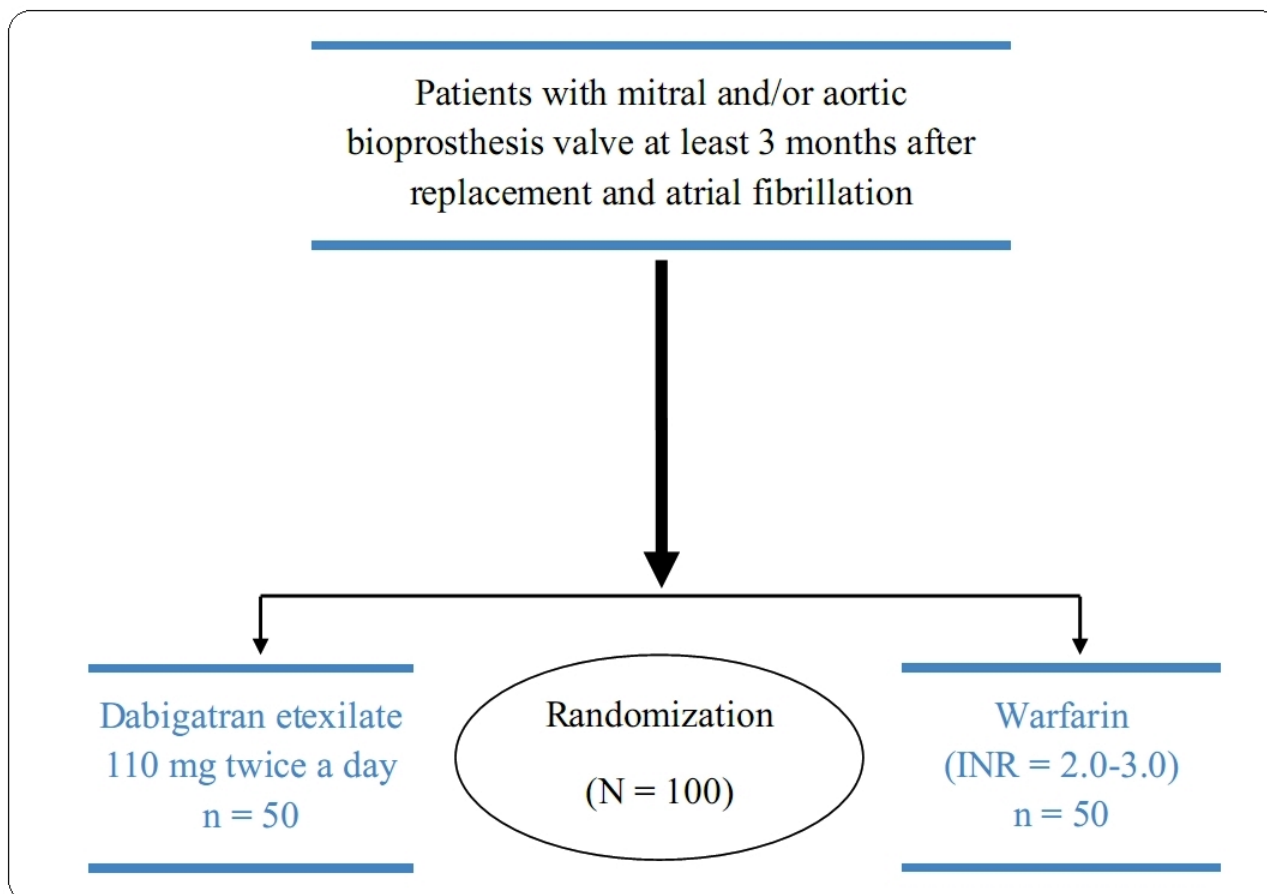 Patients with mitral and/or aortic
bioprosthesis valve at least 3 months after
replacement and atrial fibrillation
Dabigatran etexilate
110 mg twice a day
n = 50
Randomization
(N = 100)
Warfarin
(INR = 2.0-3.0)
n = 50